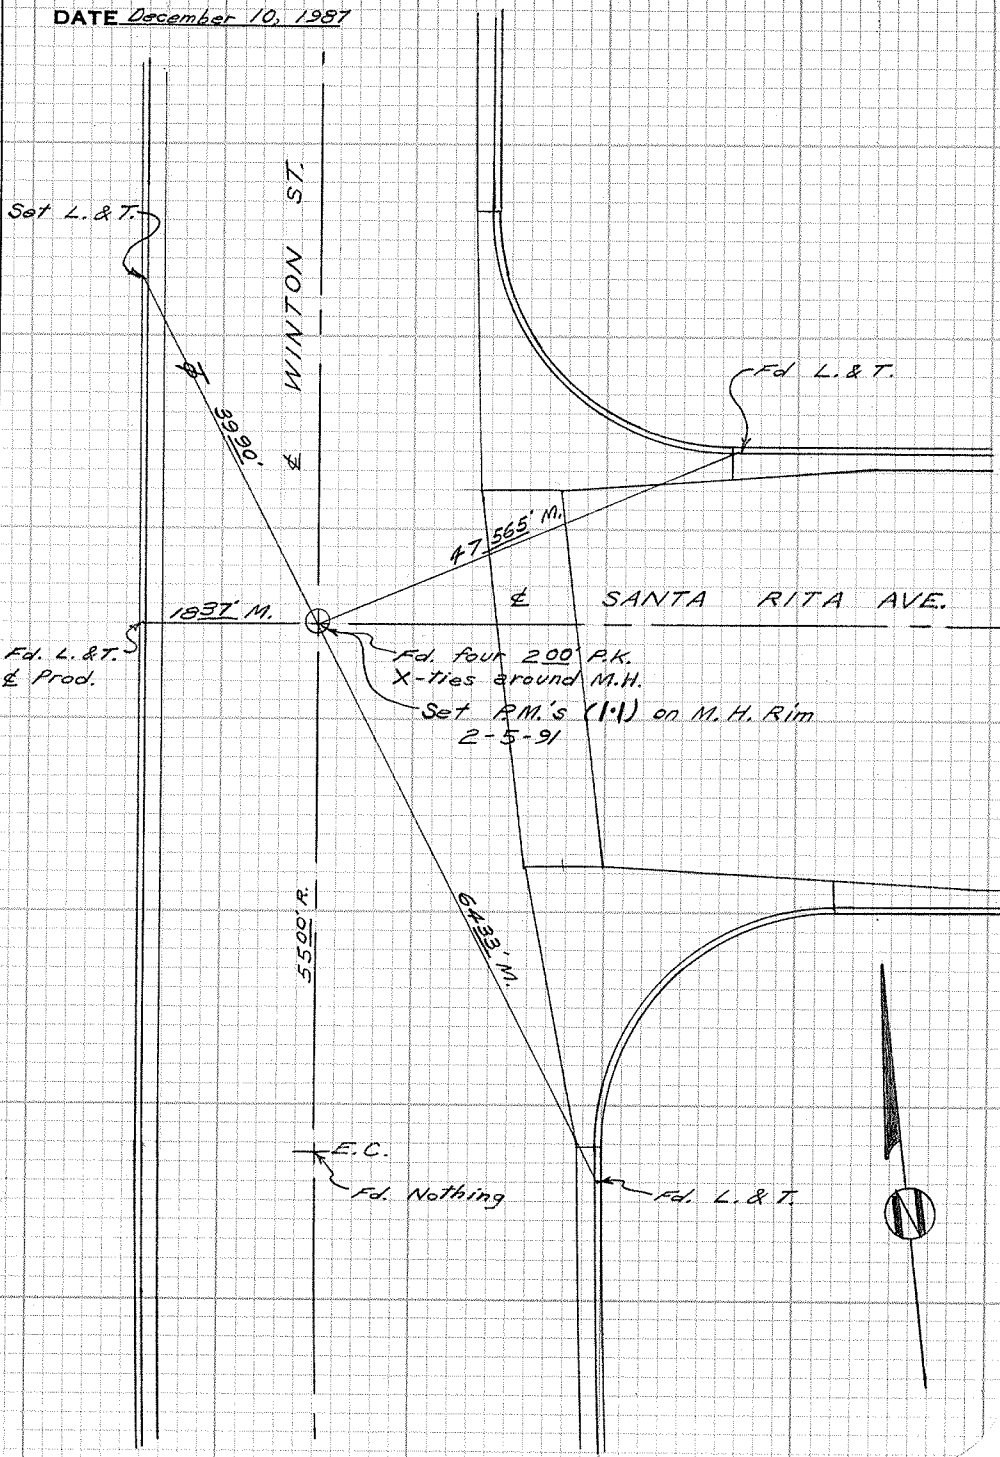 DATE December 10, 1987
WINTON ST.
℄
Set L. & T.
39.90'
Fd L. & T.
47.565' M.
℄ SANTA RITA AVE.
18.37' M.
Fd. L. & T.
℄ Prod.
Fd. four 2.00' P.K.
X-ties around M.H.
Set P.M.'s (1·1) on M.H. Rim
2-5-91
55.00' R.
64.33' M.
E.C.
Fd. Nothing
Fd. L. & T.
N